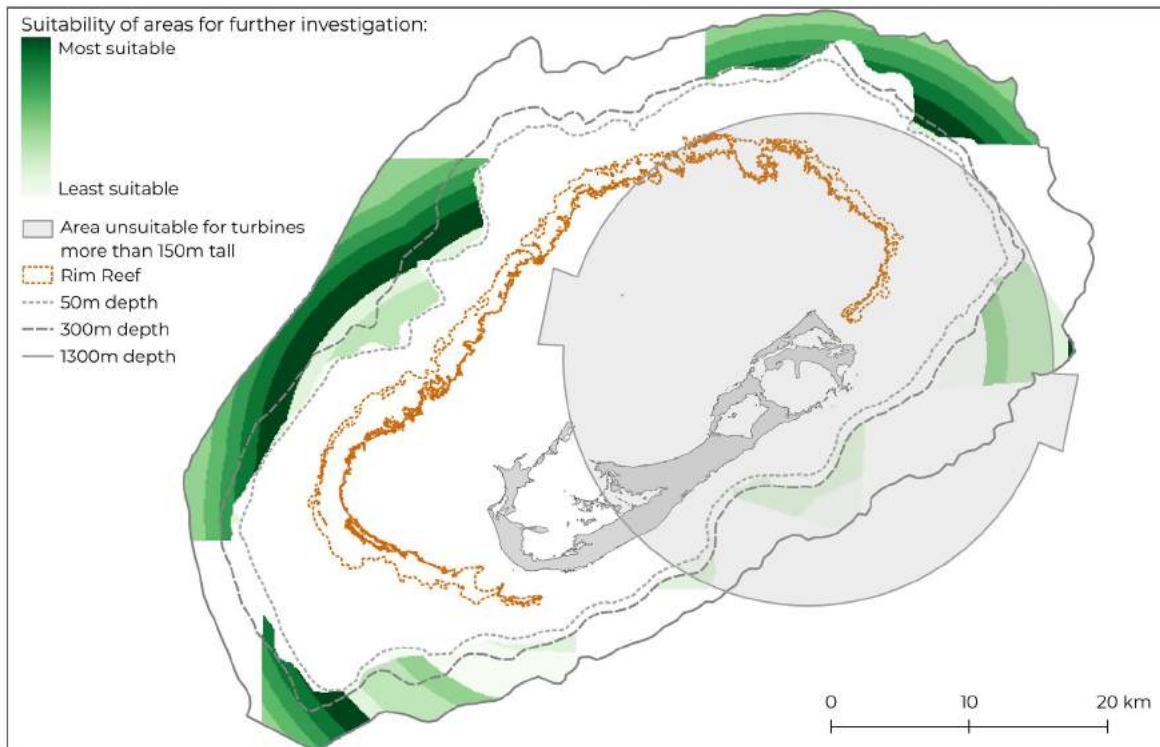 Suitability of areas for further investigation:
Most suitable
Least suitable
Area unsuitable for turbines
more than 150m tall
Rim Reef
50m depth
300m depth
1300m depth
0 10 20 km